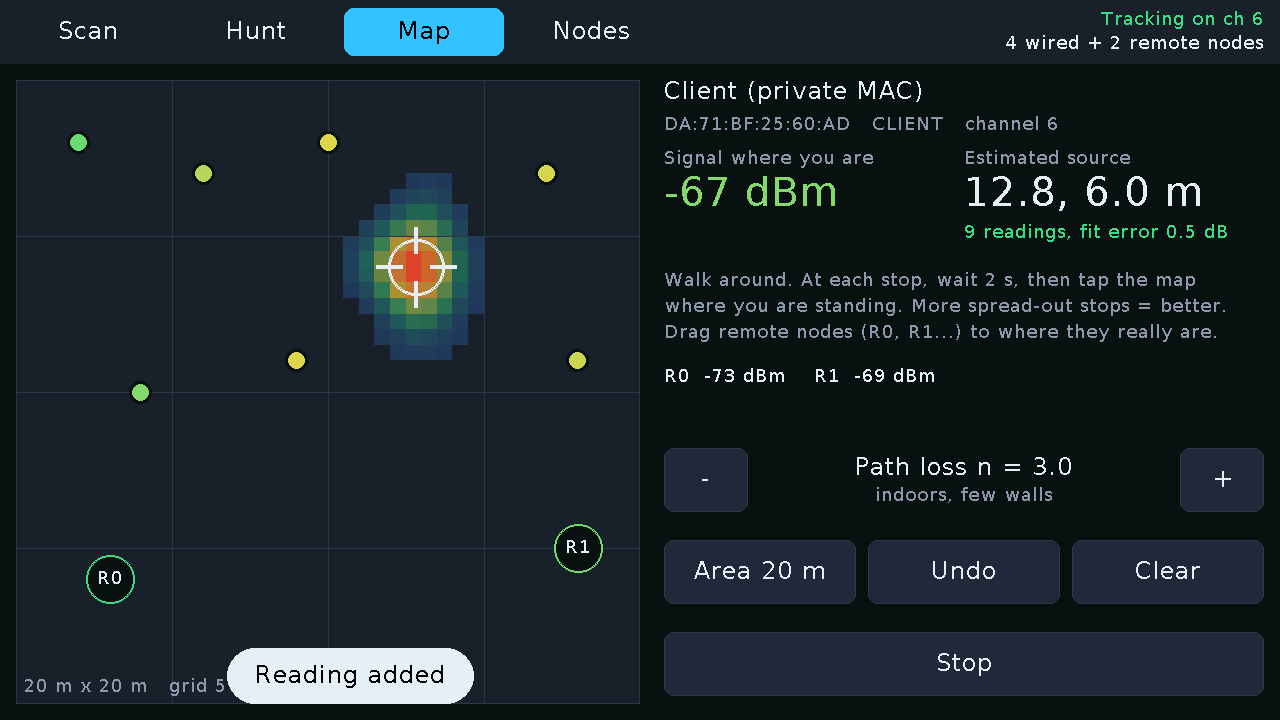 Scan Hunt Map Nodes
Tracking on ch 6
4 wired + 2 remote nodes
Client (private MAC)
DA:71:BF:25:60:AD CLIENT channel 6
Signal where you are Estimated source
-67 dBm 12.8, 6.0 m
9 readings, fit error 0.5 dB
Walk around. At each stop, wait 2 s, then tap the map
where you are standing. More spread-out stops = better.
Drag remote nodes (R0, R1...) to where they really are.
R0 -73 dBm R1 -69 dBm
- Path loss n = 3.0 +
indoors, few walls
Area 20 m Undo Clear
Stop
R1
R0
Reading added
20 m x 20 m grid 5